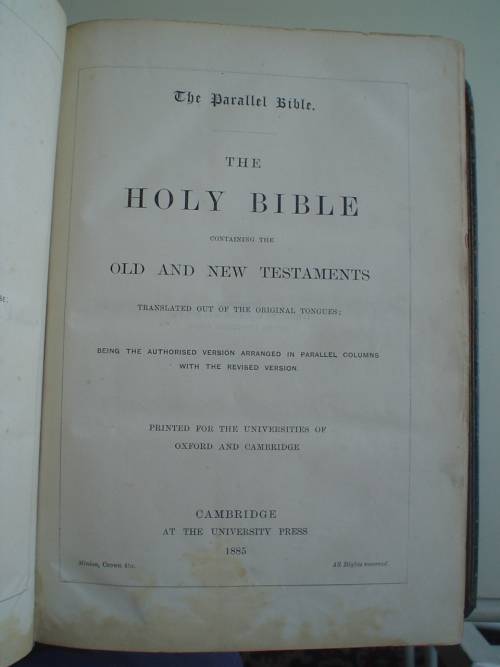 The Parallel Bible.
THE
HOLY BIBLE
CONTAINING THE
OLD AND NEW TESTAMENTS
TRANSLATED OUT OF THE ORIGINAL TONGUES;
BEING THE AUTHORISED VERSION ARRANGED IN PARALLEL COLUMNS
WITH THE REVISED VERSION.
PRINTED FOR THE UNIVERSITIES OF
OXFORD AND CAMBRIDGE
CAMBRIDGE
AT THE UNIVERSITY PRESS
1885
Minion, Crown 4to.
All Rights reserved.